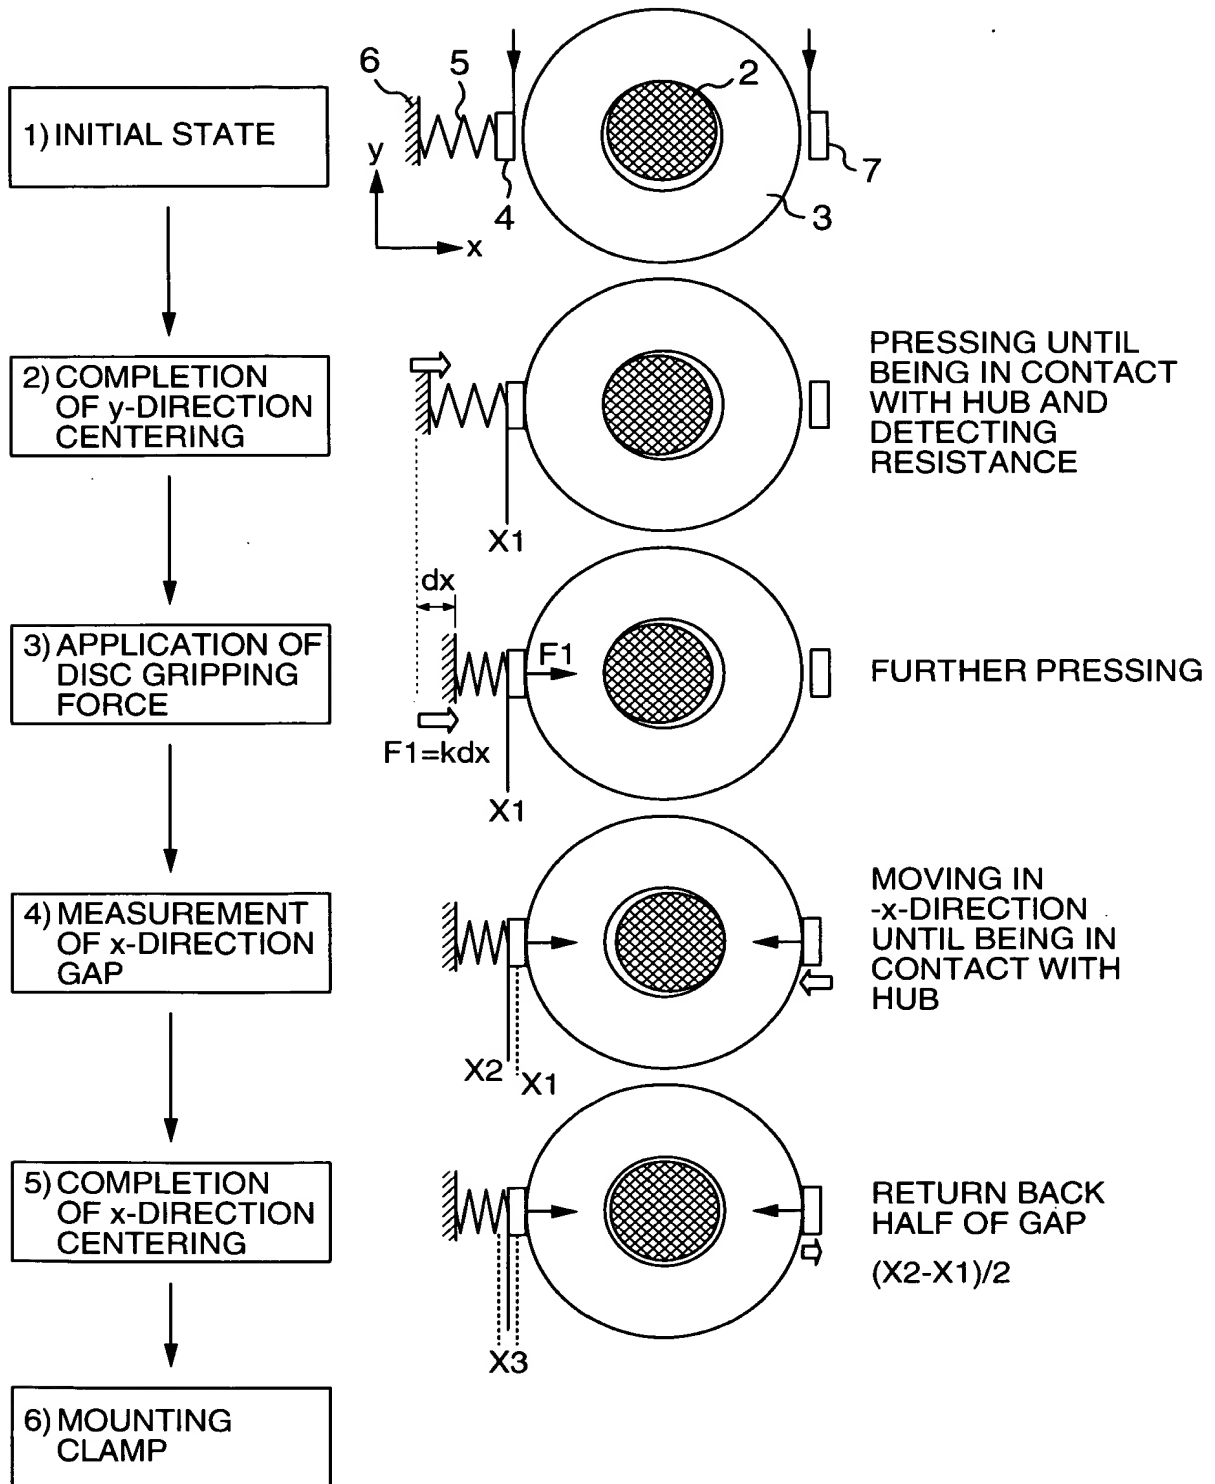 1) INITIAL STATE
6
5
2
y
x
4
7
3
2) COMPLETION
OF y-DIRECTION
CENTERING
X1
PRESSING UNTIL
BEING IN CONTACT
WITH HUB AND
DETECTING
RESISTANCE
3) APPLICATION OF
DISC GRIPPING
FORCE
dx
F1
F1=kdx
X1
FURTHER PRESSING
4) MEASUREMENT
OF x-DIRECTION
GAP
X2
X1
MOVING IN
-x-DIRECTION
UNTIL BEING IN
CONTACT WITH
HUB
5) COMPLETION
OF x-DIRECTION
CENTERING
X3
RETURN BACK
HALF OF GAP
(X2-X1)/2
6) MOUNTING
CLAMP